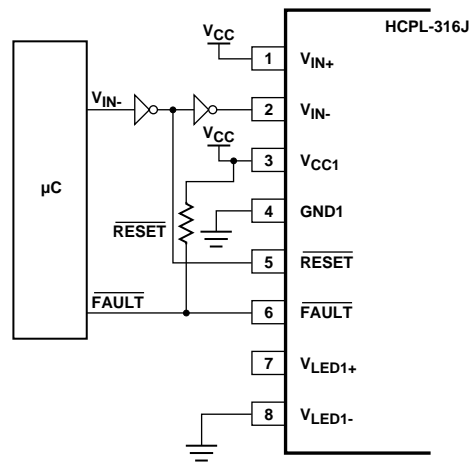 HCPL-316J
VCC
1 VIN+
VIN-
2 VIN-
VCC
3 VCC1
µC
4 GND1
RESET
5 RESET
FAULT
6 FAULT
7 VLED1+
8 VLED1-